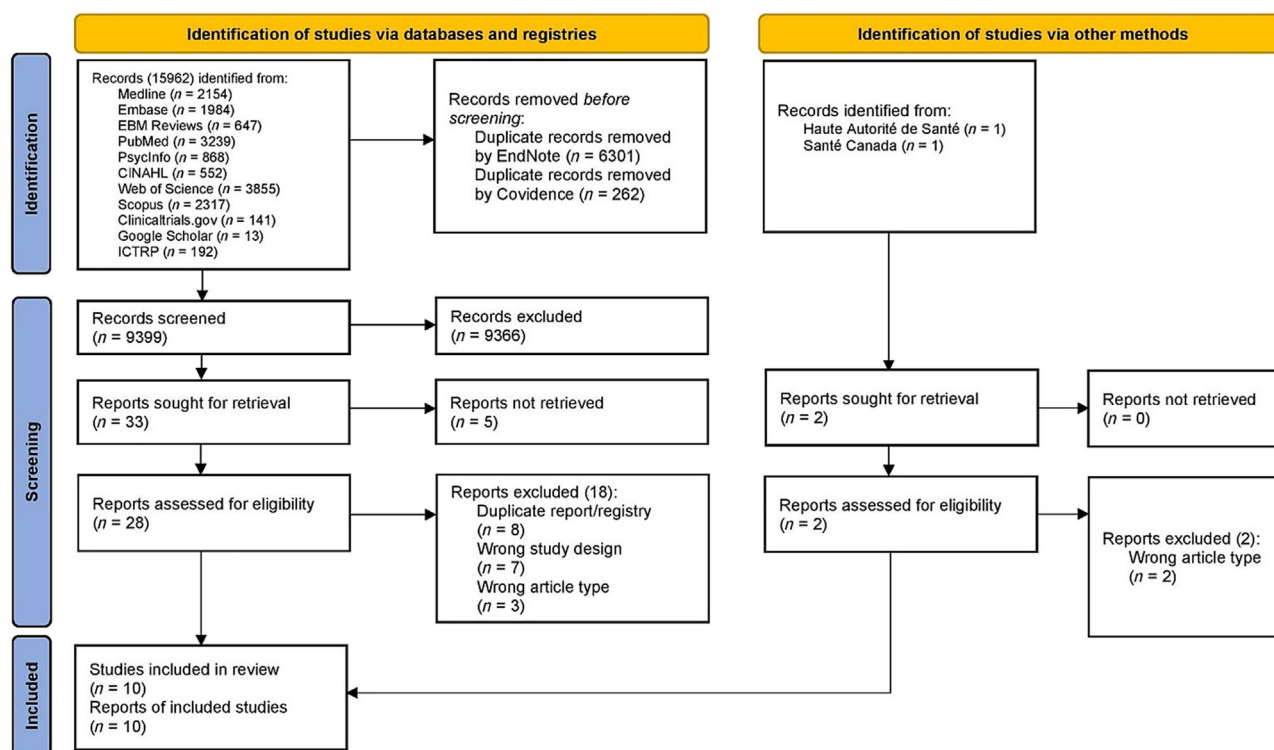 Identification of studies via databases and registries
Identification of studies via other methods
Identification
Records (15962) identified from:
Medline (n = 2154)
Embase (n = 1984)
EBM Reviews (n = 647)
PubMed (n = 3239)
PsycInfo (n = 868)
CINAHL (n = 552)
Web of Science (n = 3855)
Scopus (n = 2317)
Clinicaltrials.gov (n = 141)
Google Scholar (n = 13)
ICTRP (n = 192)
Records removed before
screening:
Duplicate records removed
by EndNote (n = 6301)
Duplicate records removed
by Covidence (n = 262)
Records identified from:
Haute Autorité de Santé (n = 1)
Santé Canada (n = 1)
Screening
Records screened
(n = 9399)
Records excluded
(n = 9366)
Reports sought for retrieval
(n = 33)
Reports not retrieved
(n = 5)
Reports sought for retrieval
(n = 2)
Reports not retrieved
(n = 0)
Reports assessed for eligibility
(n = 28)
Reports excluded (18):
Duplicate report/registry
(n = 8)
Wrong study design
(n = 7)
Wrong article type
(n = 3)
Reports assessed for eligibility
(n = 2)
Reports excluded (2):
Wrong article type
(n = 2)
Included
Studies included in review
(n = 10)
Reports of included studies
(n = 10)